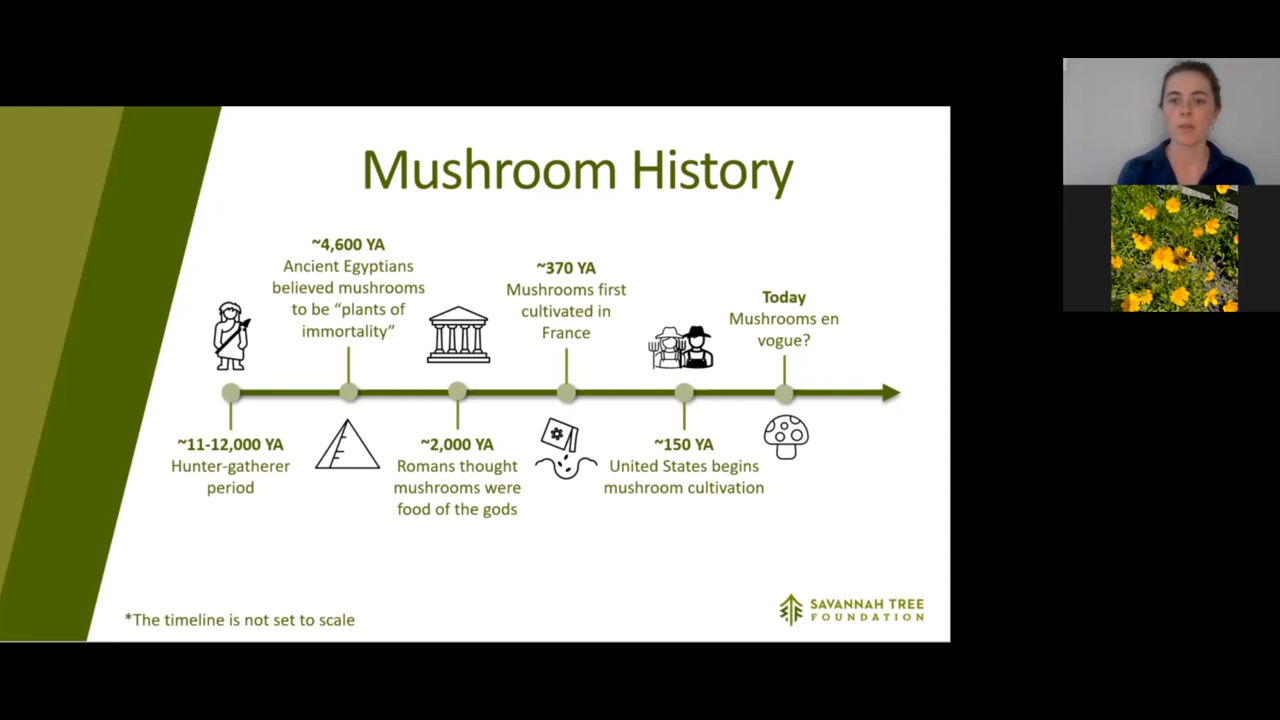 Mushroom History
~11-12,000 YA
Hunter-gatherer
period
~4,600 YA
Ancient Egyptians
believed mushrooms
to be “plants of
immortality”
~2,000 YA
Romans thought
mushrooms were
food of the gods
~370 YA
Mushrooms first
cultivated in
France
~150 YA
United States begins
mushroom cultivation
Today
Mushrooms en
vogue?
*The timeline is not set to scale
SAVANNAH TREE
FOUNDATION